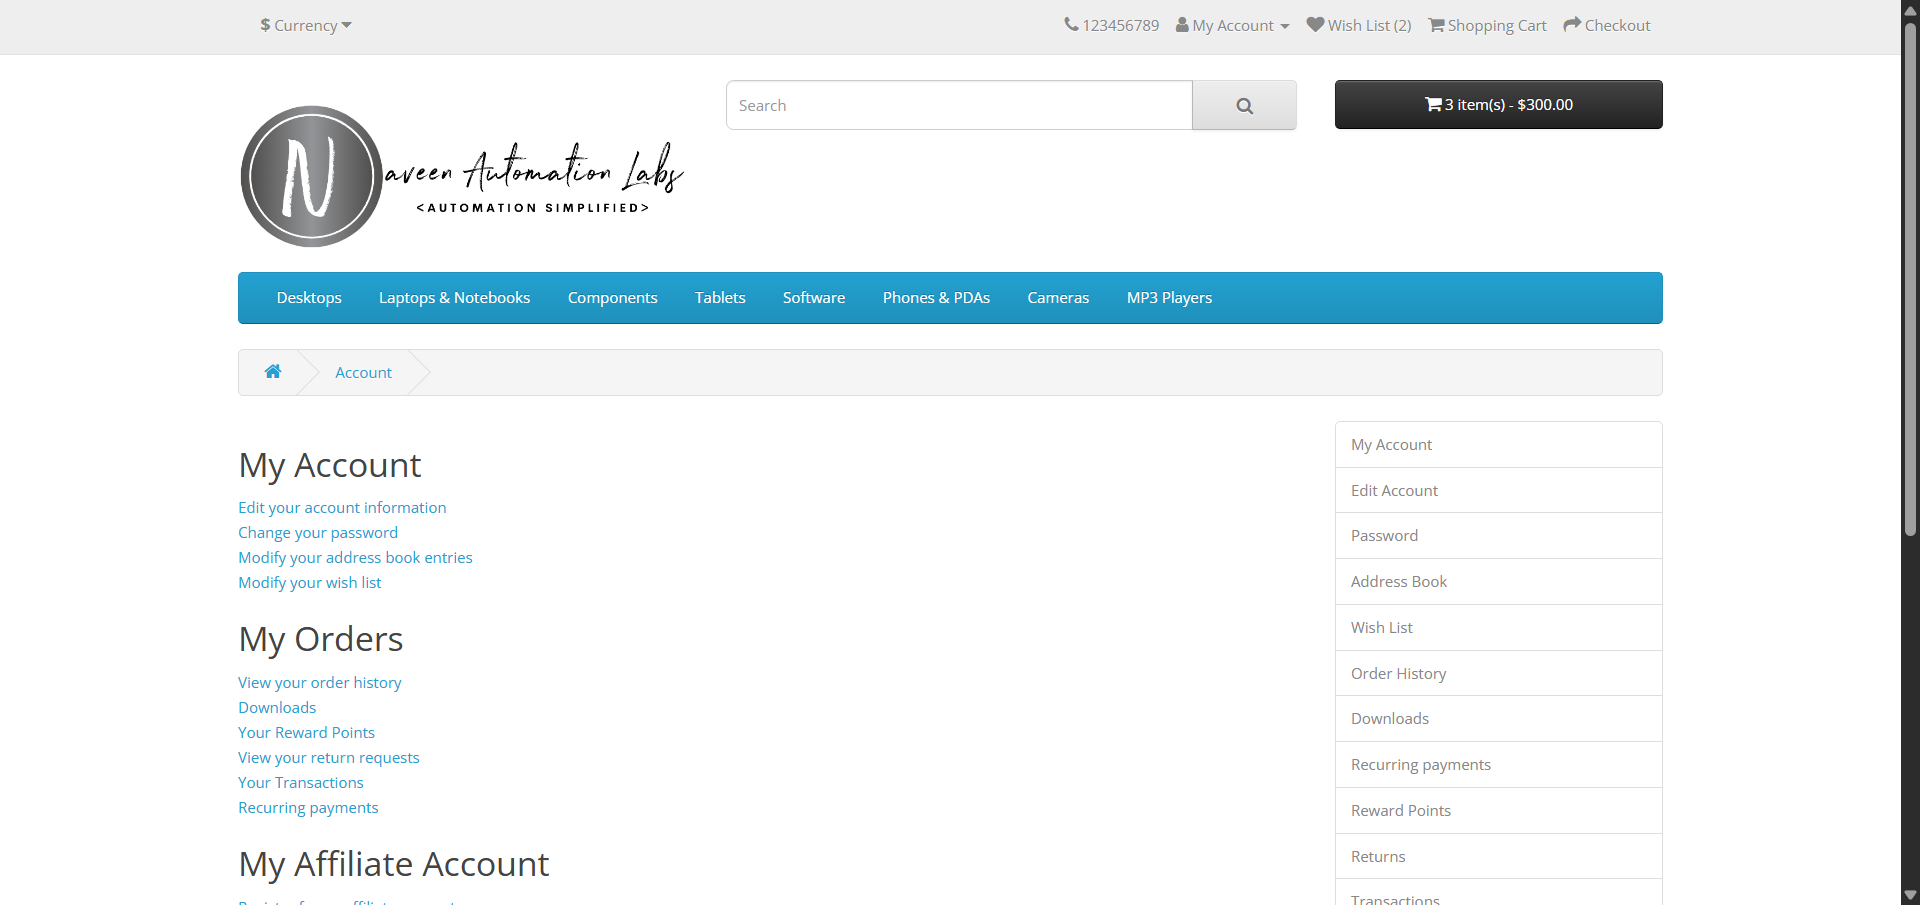 $ Currency
123456789 My Account Wish List (2) Shopping Cart Checkout
Search
3 item(s) - $300.00
N
aveen Automation Labs
<AUTOMATION SIMPLIFIED>
Desktops Laptops & Notebooks Components Tablets Software Phones & PDAs Cameras MP3 Players
Account
My Account
Edit your account information
Change your password
Modify your address book entries
Modify your wish list
My Orders
View your order history
Downloads
Your Reward Points
View your return requests
Your Transactions
Recurring payments
My Affiliate Account
My Account
Edit Account
Password
Address Book
Wish List
Order History
Downloads
Recurring payments
Reward Points
Returns
Transactions